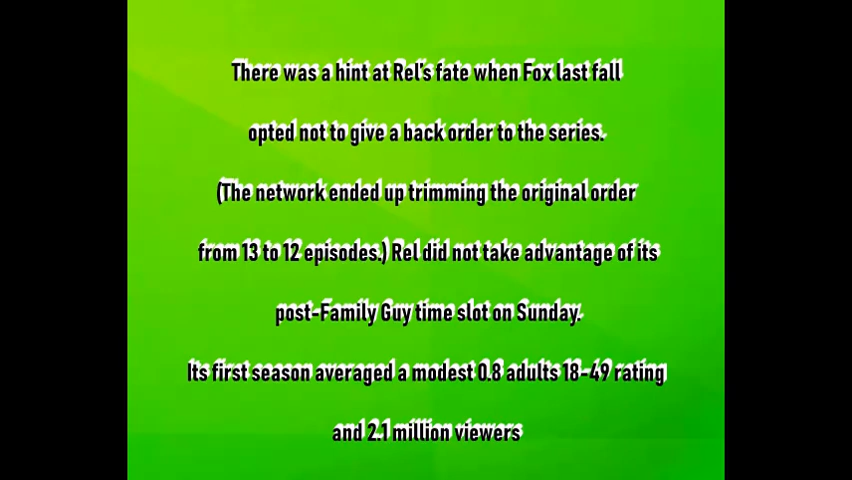 There was a hint at Rel's fate when Fox last fall
opted not to give a back order to the series.
(The network ended up trimming the original order
from 13 to 12 episodes.) Rel did not take advantage of its
post-Family Guy time slot on Sunday.
Its first season averaged a modest 0.8 adults 18-49 rating
and 2.1 million viewers